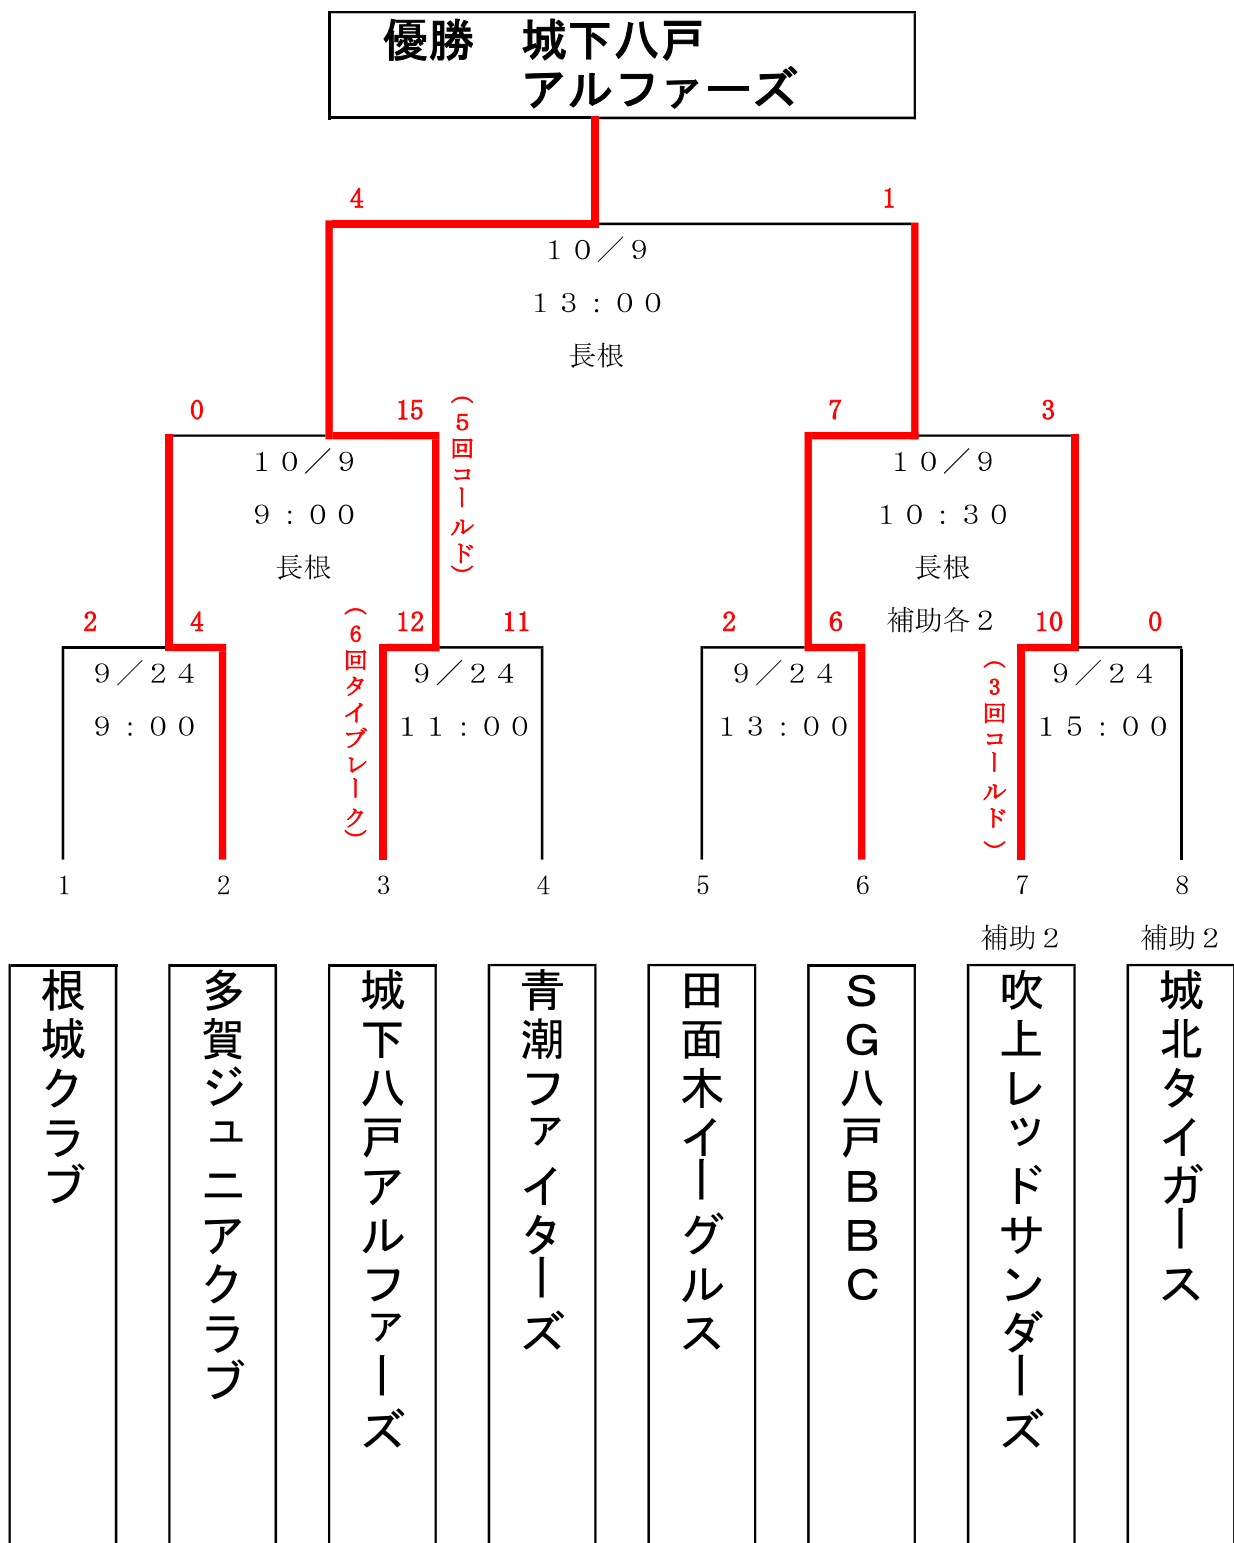 優勝　城下八戸
アルファーズ
4
1
１０／９
１３：００
長根
0
15
（５回コールド）
7
3
１０／９
９：００
長根
１０：３０
１０／９
長根
補助各２
2
4
（６回タイブレーク）
12
11
2
6
10
0
（３回コールド）
９／２４
９：００
９／２４
１１：００
９／２４
１３：００
９／２４
１５：００
1
2
3
4
5
6
7
8
補助２
補助２
根城クラブ
多賀ジュニアクラブ
城下八戸アルファーズ
青潮ファイターズ
田面木イーグルス
ＳＧ八戸ＢＢＣ
吹上レッドサンダーズ
城北タイガース